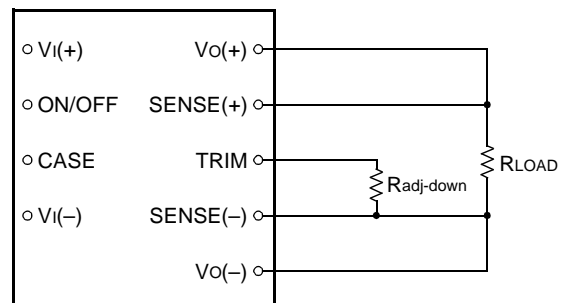 VI(+) VO(+)
ON/OFF SENSE(+)
CASE TRIM
RLOAD
Radj-down
VI(–) SENSE(–)
VO(–)